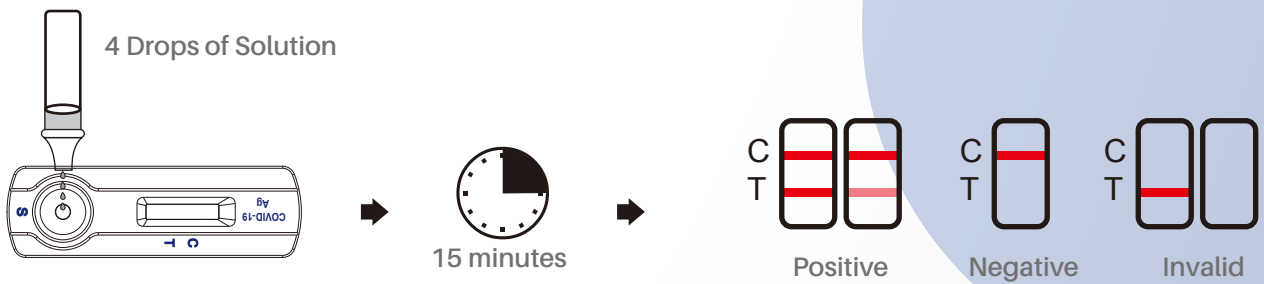 4 Drops of Solution
S
T C
COVID-19
Ag
15 minutes
C
T
Positive
C
T
Negative
C
T
Invalid